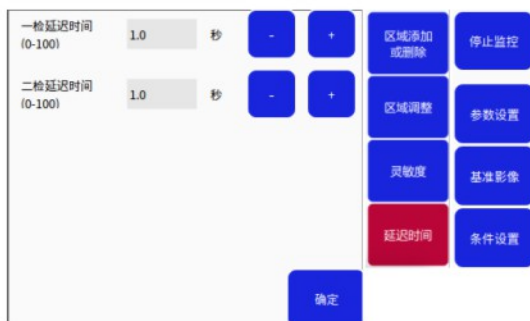 一检延迟时间
(0-100)
1.0
秒
-
+
二检延迟时间
(0-100)
1.0
秒
-
+
确定
区域添加
或删除
区域调整
灵敏度
延迟时间
停止监控
参数设置
基准影像
条件设置